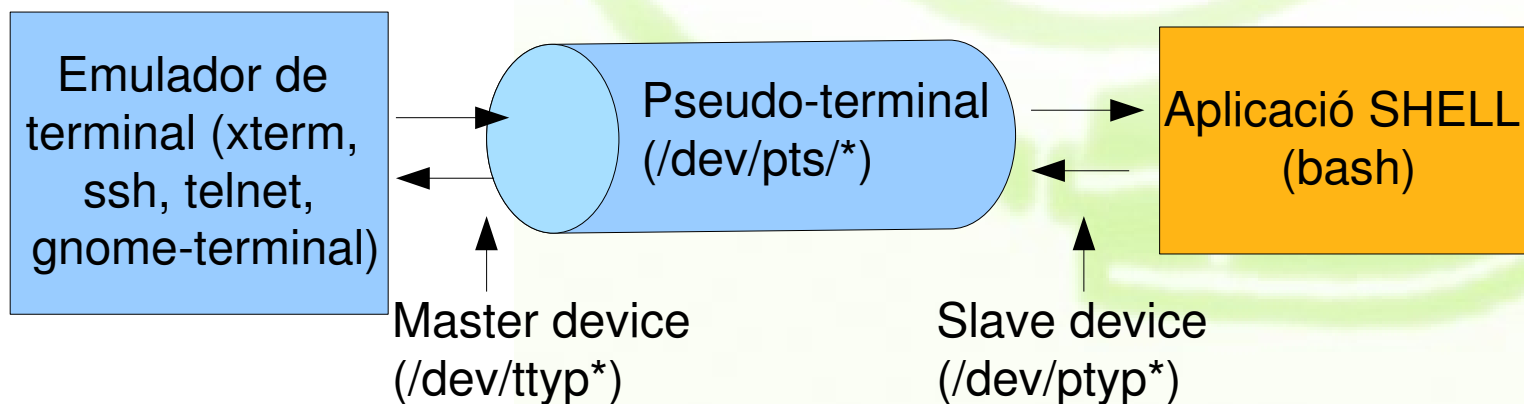 Emulador de
terminal (xterm,
ssh, telnet,
gnome-terminal)
Pseudo-terminal
(/dev/pts/*)
Aplicació SHELL
(bash)
Master device
(/dev/ttyp*)
Slave device
(/dev/ptyp*)